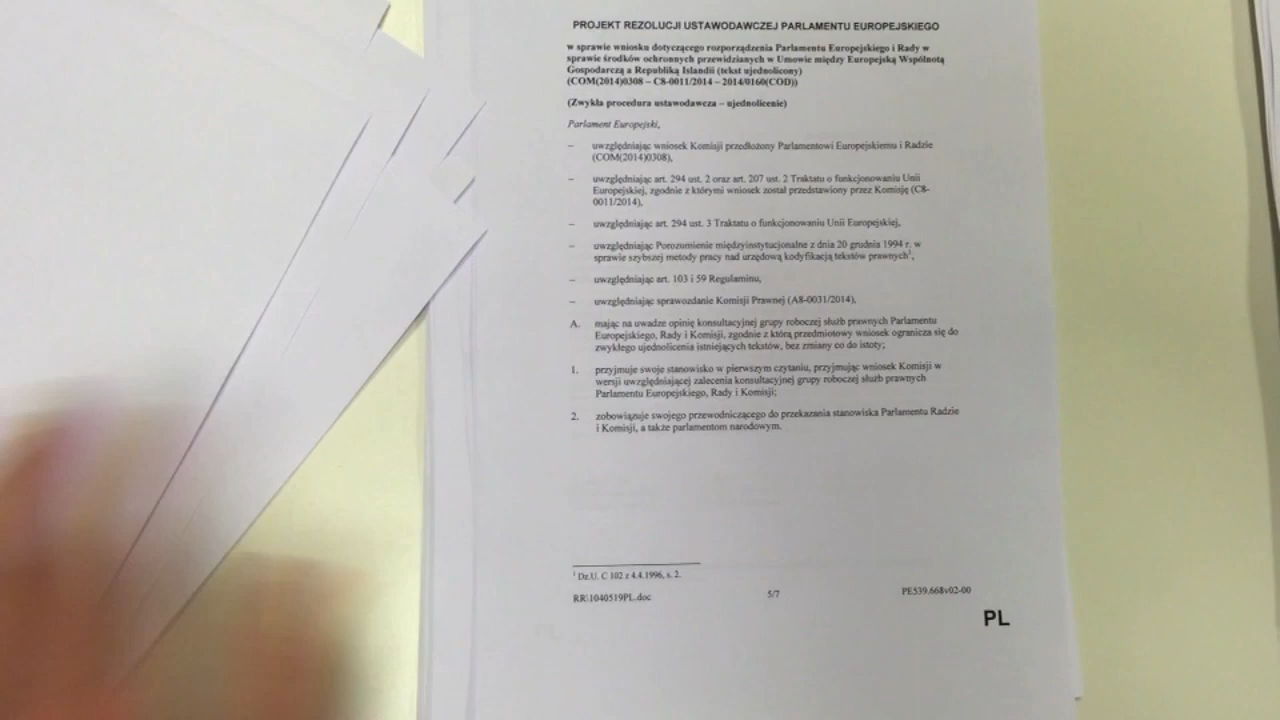 PROJEKT REZOLUCJI USTAWODAWCZEJ PARLAMENTU EUROPEJSKIEGO
w sprawie wniosku dotyczącego rozporządzenia Parlamentu Europejskiego i Rady w
sprawie środków ochronnych przewidzianych w Umowie między Europejską Wspólnotą
Gospodarczą a Republiką Islandii (tekst ujednolicony)
(COM(2014)0308 – C8-0011/2014 – 2014/0160(COD))
(Zwykła procedura ustawodawcza – ujednolicenie)
Parlament Europejski,
– uwzględniając wniosek Komisji przedłożony Parlamentowi Europejskiemu i Radzie
(COM(2014)0308),
– uwzględniając art. 294 ust. 2 oraz art. 207 ust. 2 Traktatu o funkcjonowaniu Unii
Europejskiej, zgodnie z którymi wniosek został przedstawiony przez Komisję (C8-
0011/2014),
– uwzględniając art. 294 ust. 3 Traktatu o funkcjonowaniu Unii Europejskiej,
– uwzględniając Porozumienie międzyinstytucjonalne z dnia 20 grudnia 1994 r. w
sprawie szybszej metody pracy nad urzędową kodyfikacją tekstów prawnych¹,
– uwzględniając art. 103 i 59 Regulaminu,
– uwzględniając sprawozdanie Komisji Prawnej (A8-0031/2014),
A. mając na uwadze opinię konsultacyjnej grupy roboczej służb prawnych Parlamentu
Europejskiego, Rady i Komisji, zgodnie z którą przedmiotowy wniosek ogranicza się do
zwykłego ujednolicenia istniejących tekstów, bez zmiany co do istoty;
1. przyjmuje swoje stanowisko w pierwszym czytaniu, przyjmując wniosek Komisji w
wersji uwzględniającej zalecenia konsultacyjnej grupy roboczej służb prawnych
Parlamentu Europejskiego, Rady i Komisji;
2. zobowiązuje swojego przewodniczącego do przekazania stanowiska Parlamentu Radzie
i Komisji, a także parlamentom narodowym.
¹ Dz.U. C 102 z 4.4.1996, s. 2.
RR\1040519PL.doc 5/7 PE539.668v02-00
PL